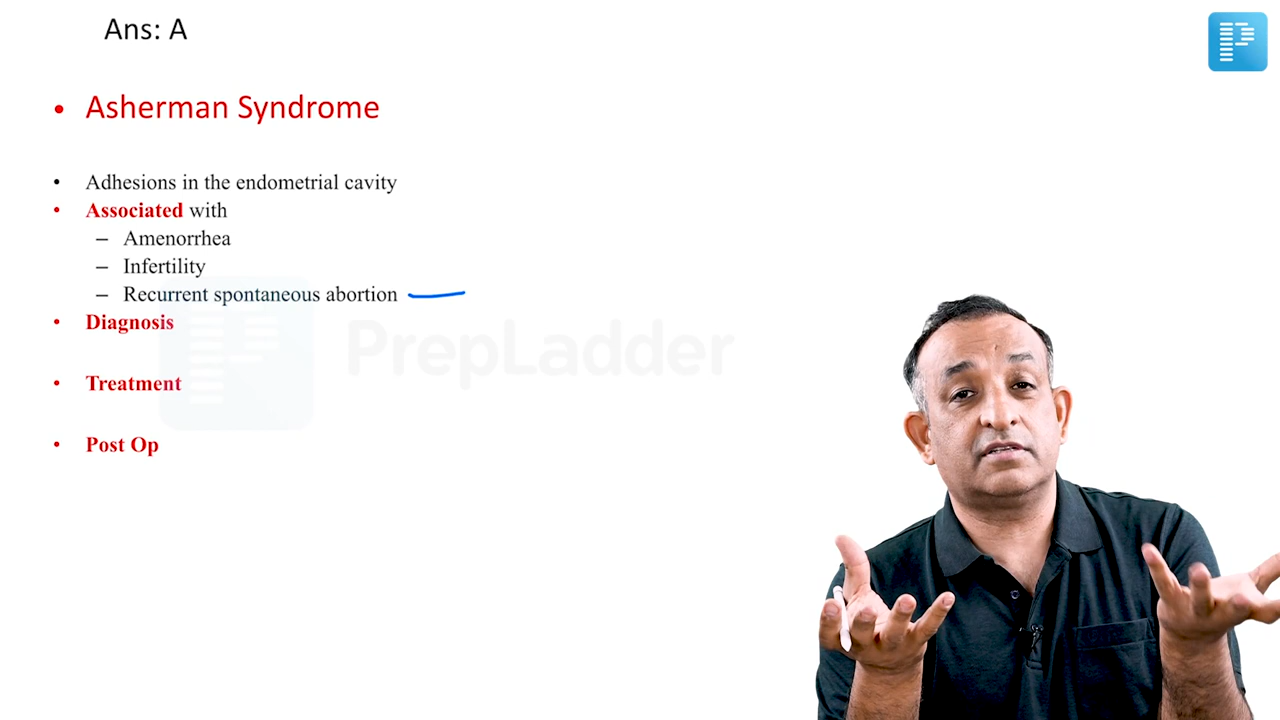 Ans: A
• Asherman Syndrome
• Adhesions in the endometrial cavity
• Associated with
– Amenorrhea
– Infertility
– Recurrent spontaneous abortion
• Diagnosis
PrepLadder
• Treatment
• Post Op